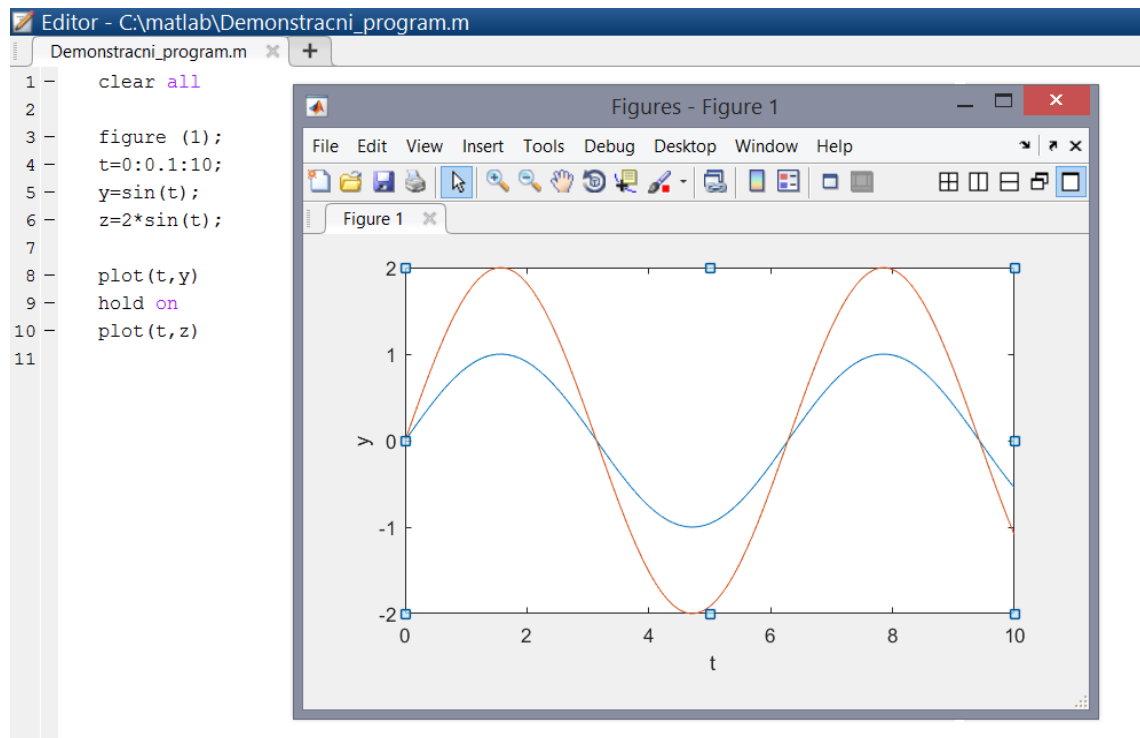 Editor - C:\matlab\Demonstracni_program.m
Demonstracni_program.m
1 clear all
2
3 figure (1);
4 t=0:0.1:10;
5 y=sin(t);
6 z=2*sin(t);
7
8 plot(t,y)
9 hold on
10 plot(t,z)
11
Figures - Figure 1
File Edit View Insert Tools Debug Desktop Window Help
Figure 1
2
1
y 0
-1
-2
0 2 4 6 8 10
t